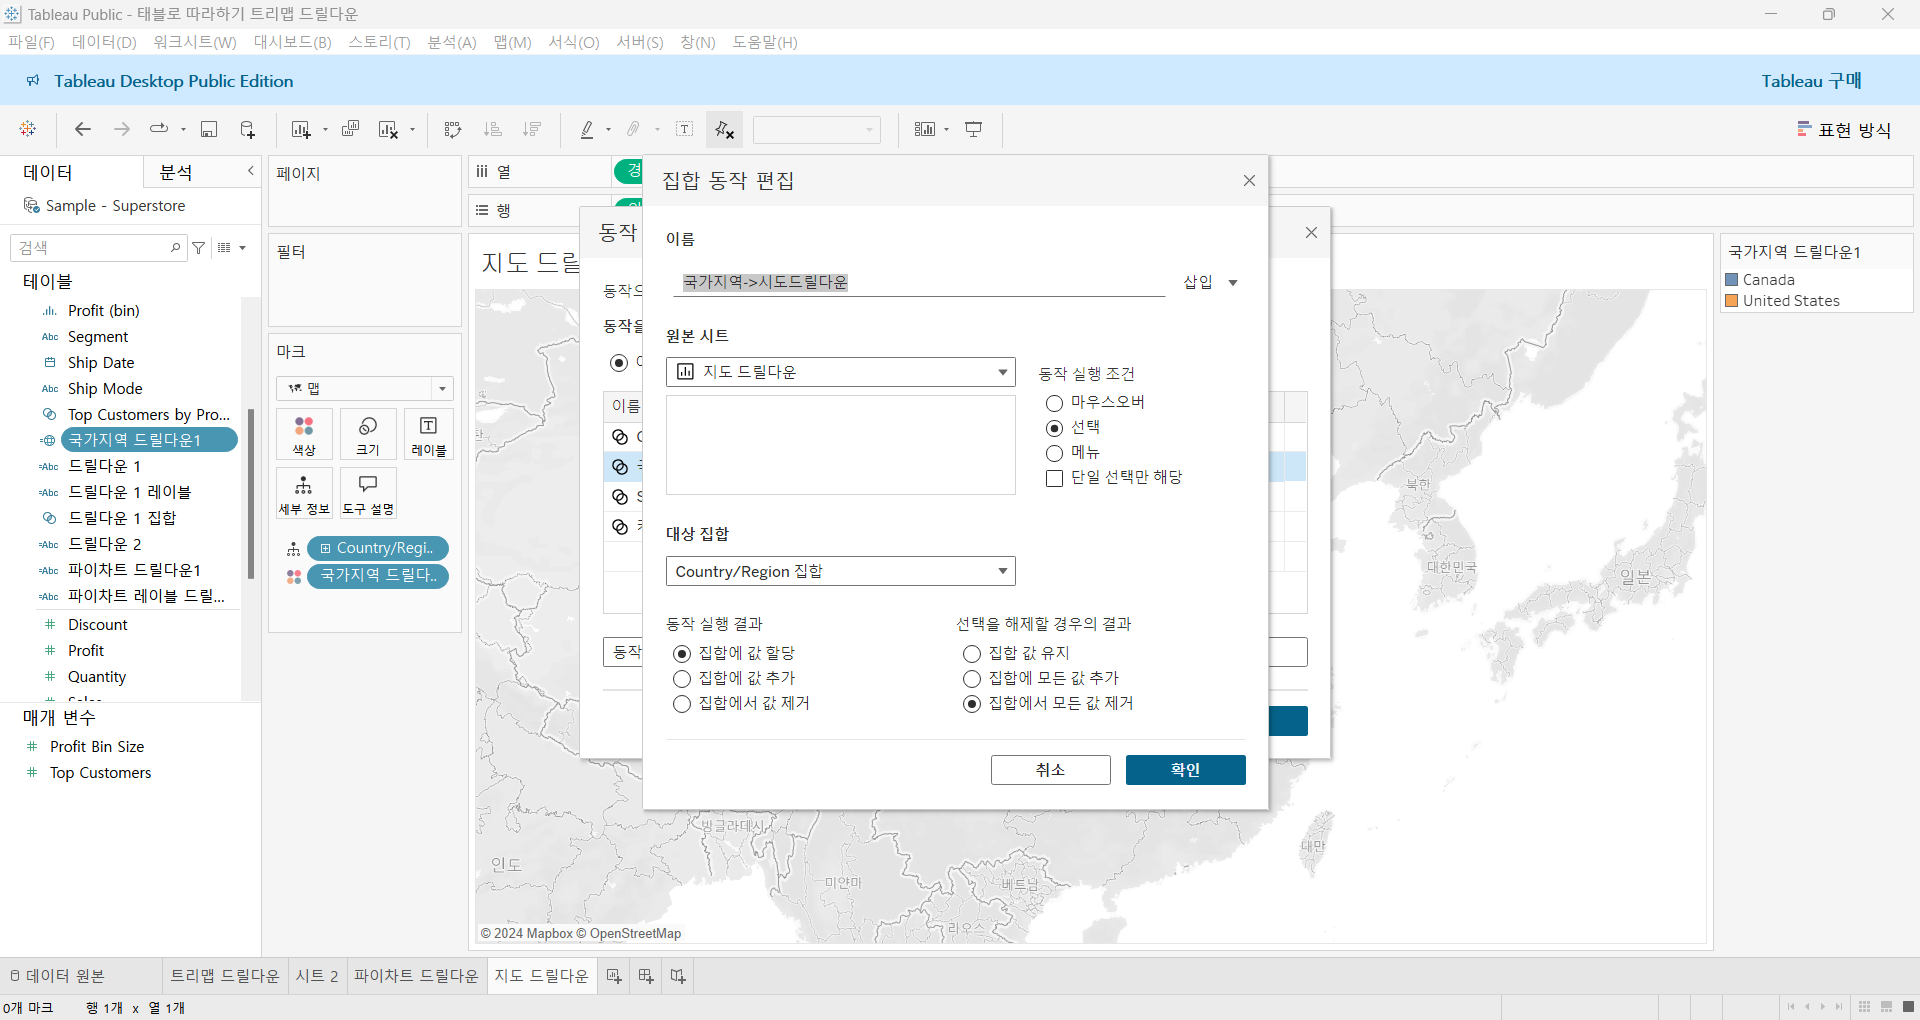 Tableau Public - 태블로 따라하기 트리맵 드릴다운
파일(F) 데이터(D) 워크시트(W) 대시보드(B) 스토리(T) 분석(A) 맵(M) 서식(O) 서버(S) 창(N) 도움말(H)
Tableau Desktop Public Edition
Tableau 구매
표현 방식
데이터
분석
Sample - Superstore
검색
테이블
Profit (bin)
Segment
Ship Date
Ship Mode
Top Customers by Pro...
국가지역 드릴다운1
드릴다운 1
드릴다운 1 레이블
드릴다운 1 집합
드릴다운 2
파이차트 드릴다운1
파이차트 레이블 드릴...
Discount
Profit
Quantity
매개 변수
Profit Bin Size
Top Customers
페이지
필터
마크
맵
색상
크기
레이블
세부 정보
도구 설명
Country/Regi..
국가지역 드릴다..
열
경
행
지도 드릴
동작
동작으
동작을
이름
동작
집합 동작 편집
이름
국가지역->시도드릴다운
삽입
원본 시트
지도 드릴다운
동작 실행 조건
마우스오버
선택
메뉴
단일 선택만 해당
대상 집합
Country/Region 집합
동작 실행 결과
집합에 값 할당
집합에 값 추가
집합에서 값 제거
선택을 해제할 경우의 결과
집합 값 유지
집합에 모든 값 추가
집합에서 모든 값 제거
취소
확인
국가지역 드릴다운1
Canada
United States
북한
대한민국
일본
방글라데시
인도
미얀마
베트남
라오스
대만
© 2024 Mapbox © OpenStreetMap
데이터 원본
트리맵 드릴다운
시트 2
파이차트 드릴다운
지도 드릴다운
0개 마크
행 1개 x 열 1개